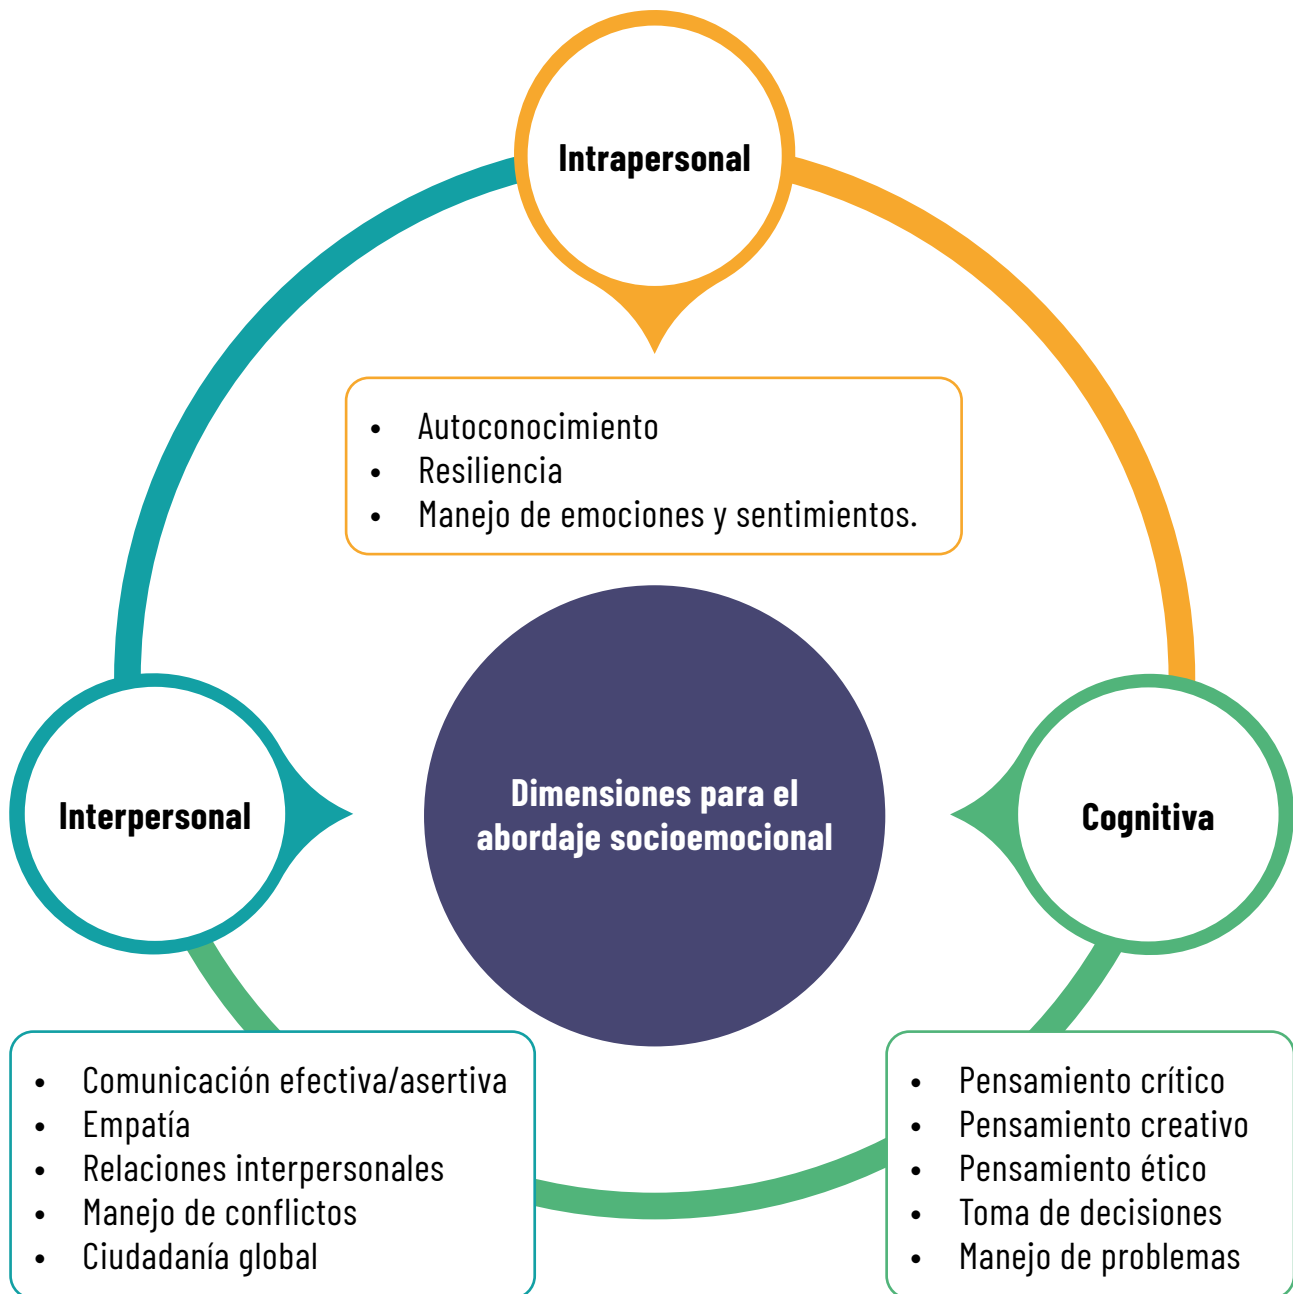 Intrapersonal
• Autoconocimiento
• Resiliencia
• Manejo de emociones y sentimientos.
Dimensiones para el
abordaje socioemocional
Interpersonal
• Comunicación efectiva/asertiva
• Empatía
• Relaciones interpersonales
• Manejo de conflictos
• Ciudadanía global
Cognitiva
• Pensamiento crítico
• Pensamiento creativo
• Pensamiento ético
• Toma de decisiones
• Manejo de problemas